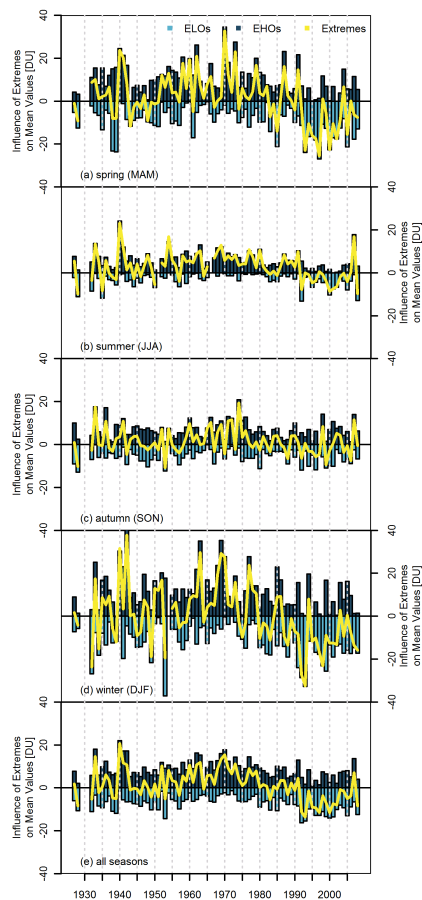 40
ELOs EHOs Extremes
20
0
-20
-40
Influence of Extremes
on Mean Values [DU]
(a) spring (MAM)
40
20
0
-20
-40
Influence of Extremes
on Mean Values [DU]
(b) summer (JJA)
40
20
0
-20
-40
Influence of Extremes
on Mean Values [DU]
(c) autumn (SON)
40
20
0
-20
-40
Influence of Extremes
on Mean Values [DU]
(d) winter (DJF)
40
20
0
-20
-40
Influence of Extremes
on Mean Values [DU]
(e) all seasons
1930 1940 1950 1960 1970 1980 1990 2000